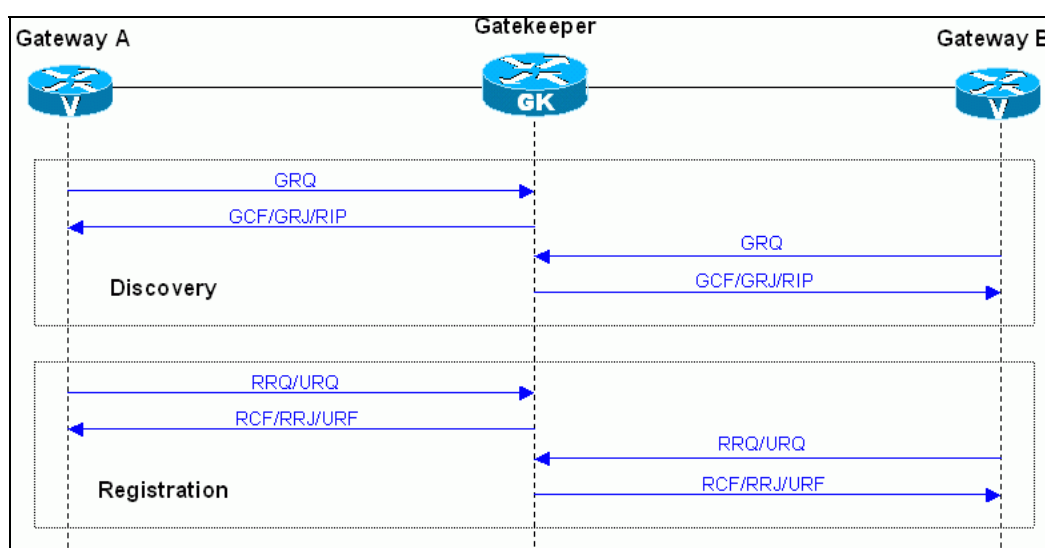 Gateway A
Gatekeeper
Gateway B
V
GK
V
GRQ
GCF/GRJ/RIP
GRQ
GCF/GRJ/RIP
Discovery
RRQ/URQ
RCF/RRJ/URF
RRQ/URQ
RCF/RRJ/URF
Registration